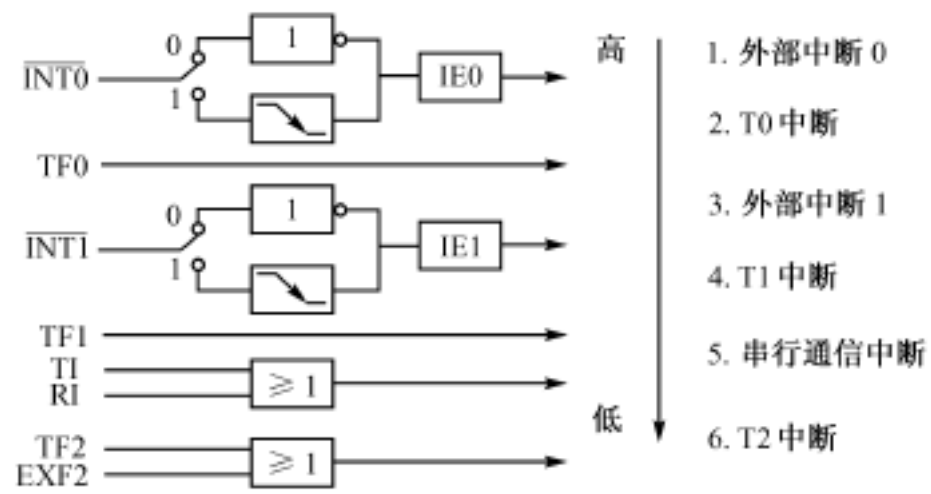 0
1
高
1. 外部中断 0
I̅N̅T̅0̅
IE0
1
2. T0 中断
TF0
0
1
3. 外部中断 1
I̅N̅T̅1̅
IE1
1
4. T1 中断
TF1
TI
≥ 1
5. 串行通信中断
RI
低
TF2
≥ 1
6. T2 中断
EXF2